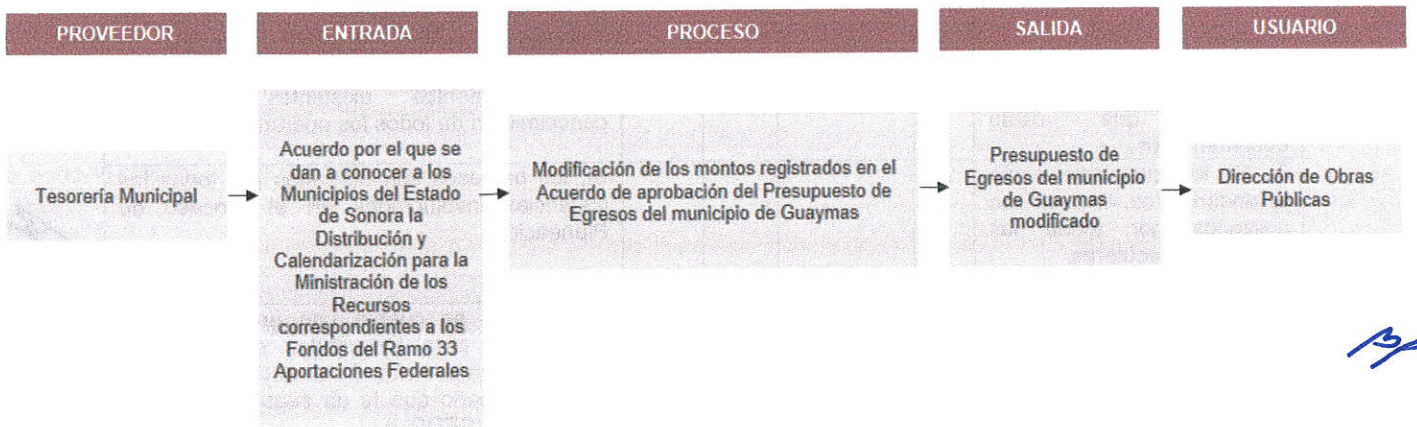 PROVEEDOR
ENTRADA
PROCESO
SALIDA
USUARIO
Tesorería Municipal
Acuerdo por el que se
dan a conocer a los
Municipios del Estado
de Sonora la
Distribución y
Calendarización para la
Ministración de los
Recursos
correspondientes a los
Fondos del Ramo 33
Aportaciones Federales
Modificación de los montos registrados en el
Acuerdo de aprobación del Presupuesto de
Egresos del municipio de Guaymas
Presupuesto de
Egresos del municipio
de Guaymas
modificado
Dirección de Obras
Públicas